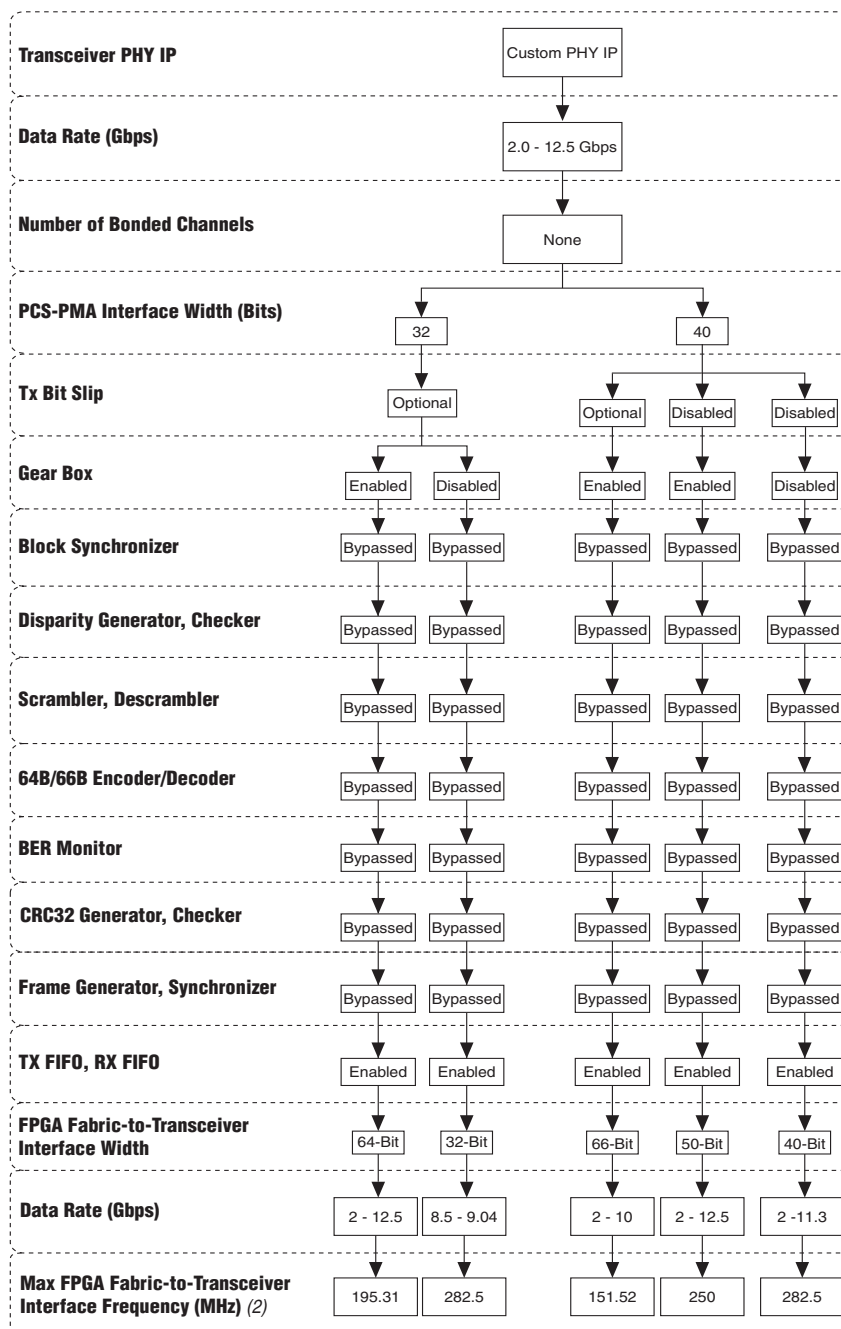 Transceiver PHY IP
Custom PHY IP
Data Rate (Gbps)
2.0 - 12.5 Gbps
Number of Bonded Channels
None
PCS-PMA Interface Width (Bits)
32 40
Tx Bit Slip
Optional Optional Disabled Disabled
Gear Box
Enabled Disabled Enabled Enabled Disabled
Block Synchronizer
Bypassed Bypassed Bypassed Bypassed Bypassed
Disparity Generator, Checker
Bypassed Bypassed Bypassed Bypassed Bypassed
Scrambler, Descrambler
Bypassed Bypassed Bypassed Bypassed Bypassed
64B/66B Encoder/Decoder
Bypassed Bypassed Bypassed Bypassed Bypassed
BER Monitor
Bypassed Bypassed Bypassed Bypassed Bypassed
CRC32 Generator, Checker
Bypassed Bypassed Bypassed Bypassed Bypassed
Frame Generator, Synchronizer
Bypassed Bypassed Bypassed Bypassed Bypassed
TX FIFO, RX FIFO
Enabled Enabled Enabled Enabled Enabled
FPGA Fabric-to-Transceiver
Interface Width
64-Bit 32-Bit 66-Bit 50-Bit 40-Bit
Data Rate (Gbps)
2 - 12.5 8.5 - 9.04 2 - 10 2 - 12.5 2 -11.3
Max FPGA Fabric-to-Transceiver
Interface Frequency (MHz) (2)
195.31 282.5 151.52 250 282.5